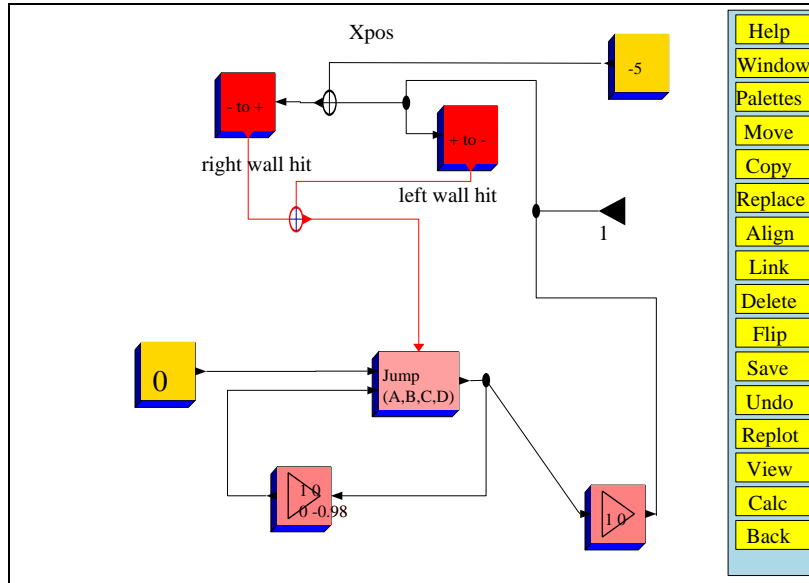 Xpos
-5
- to +
+ to -
right wall hit
left wall hit
1
0
Jump
(A,B,C,D)
1 0
0 -0.98
1 0
Help
Window
Palettes
Move
Copy
Replace
Align
Link
Delete
Flip
Save
Undo
Replot
View
Calc
Back